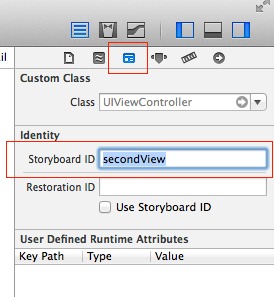 ail
Custom Class
Class UIViewController
Identity
Storyboard ID secondView
Restoration ID
Use Storyboard ID
User Defined Runtime Attributes
Key Path Type Value